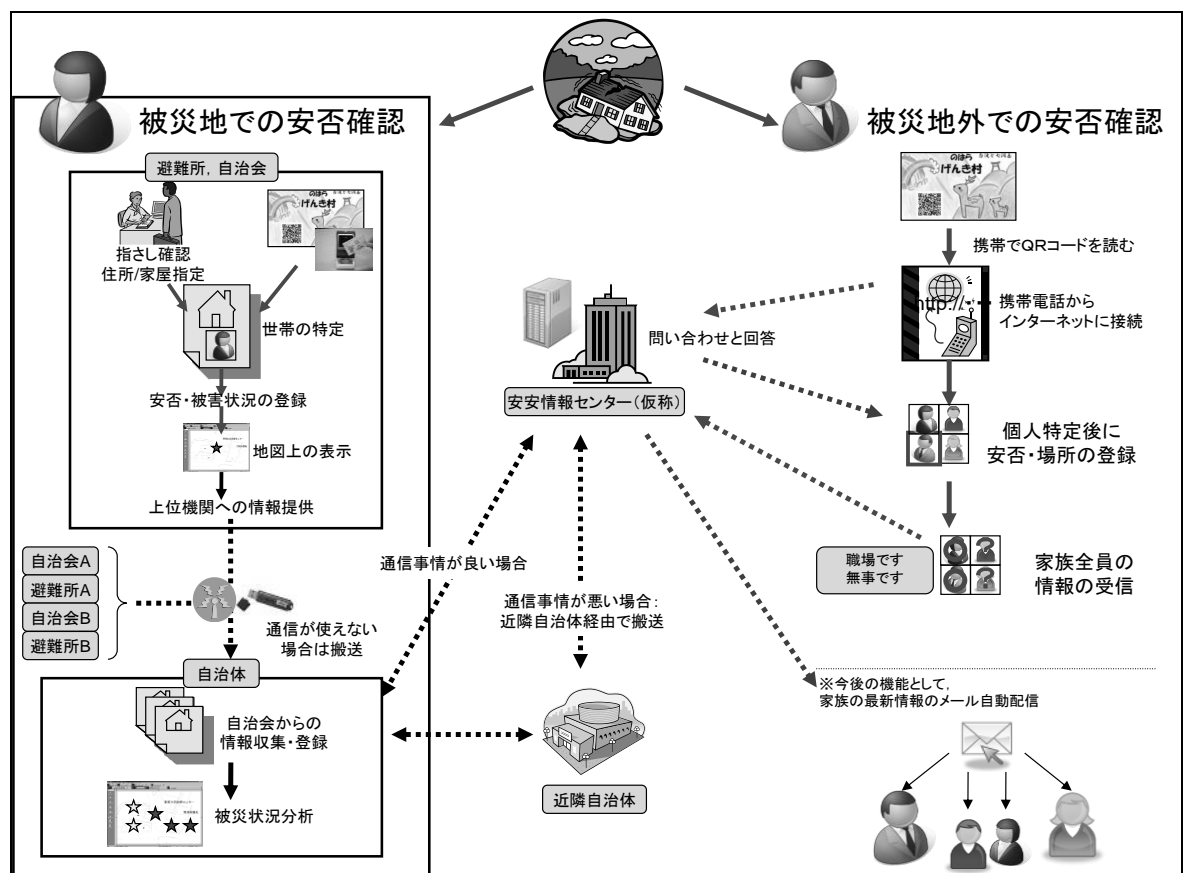 被災地での安否確認
避難所，自治会
のはら
げんき村
指さし確認
住所/家屋指定
世帯の特定
安否・被害状況の登録
地図上の表示
上位機関への情報提供
自治会A
避難所A
自治会B
避難所B
通信が使えない
場合は搬送
自治体
自治会からの
情報収集・登録
被災状況分析
問い合わせと回答
安安情報センター（仮称）
通信事情が良い場合
通信事情が悪い場合：
近隣自治体経由で搬送
近隣自治体
被災地外での安否確認
のはら
げんき村
携帯でQRコードを読む
http://
携帯電話から
インターネットに接続
個人特定後に
安否・場所の登録
職場です
無事です
家族全員の
情報の受信
※今後の機能として，
家族の最新情報のメール自動配信